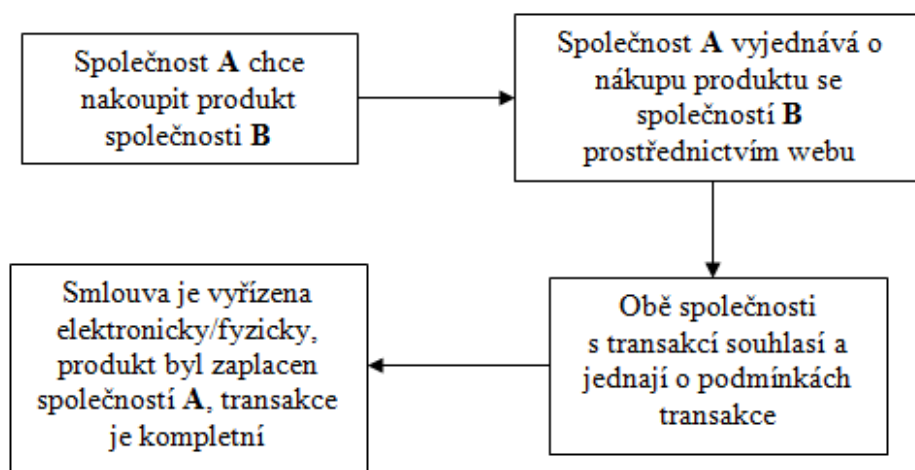 Společnost A chce
nakoupit produkt
společnosti B
Společnost A vyjednává o
nákupu produktu se
společností B
prostřednictvím webu
Obě společnosti
s transakcí souhlasí a
jednají o podmínkách
transakce
Smlouva je vyřízena
elektronicky/fyzicky,
produkt byl zaplacen
společností A, transakce
je kompletní